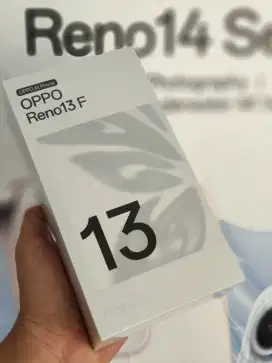 Reno14 Se
OPPO AI Phone
OPPO
Reno13 F
13